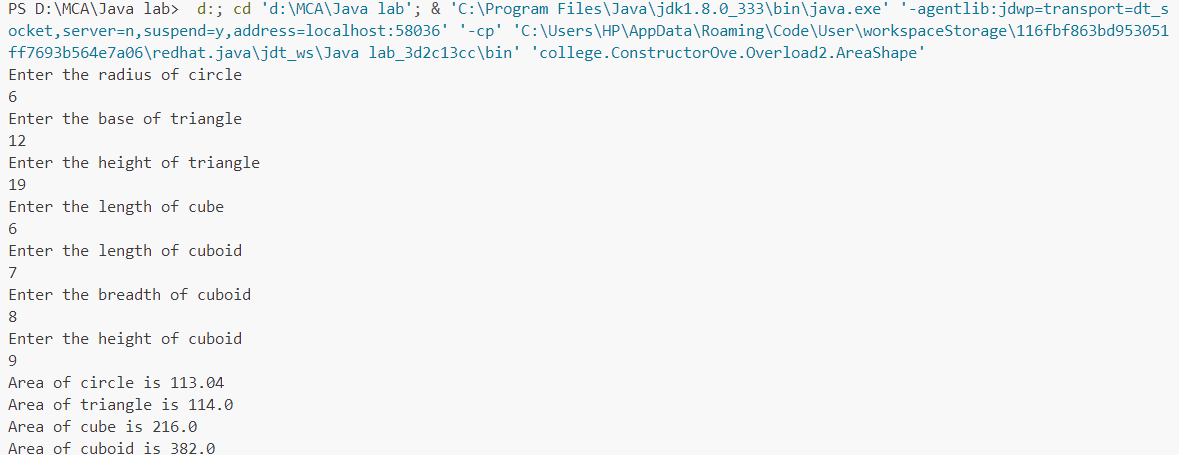 PS D:\MCA\Java lab>  d:; cd 'd:\MCA\Java lab'; & 'C:\Program Files\Java\jdk1.8.0_333\bin\java.exe' '-agentlib:jdwp=transport=dt_s
ocket,server=n,suspend=y,address=localhost:58036' '-cp' 'C:\Users\HP\AppData\Roaming\Code\User\workspaceStorage\116fbf863bd953051
ff7693b564e7a06\redhat.java\jdt_ws\Java lab_3d2c13cc\bin' 'college.ConstructorOve.Overload2.AreaShape'
Enter the radius of circle
6
Enter the base of triangle
12
Enter the height of triangle
19
Enter the length of cube
6
Enter the length of cuboid
7
Enter the breadth of cuboid
8
Enter the height of cuboid
9
Area of circle is 113.04
Area of triangle is 114.0
Area of cube is 216.0
Area of cuboid is 382.0